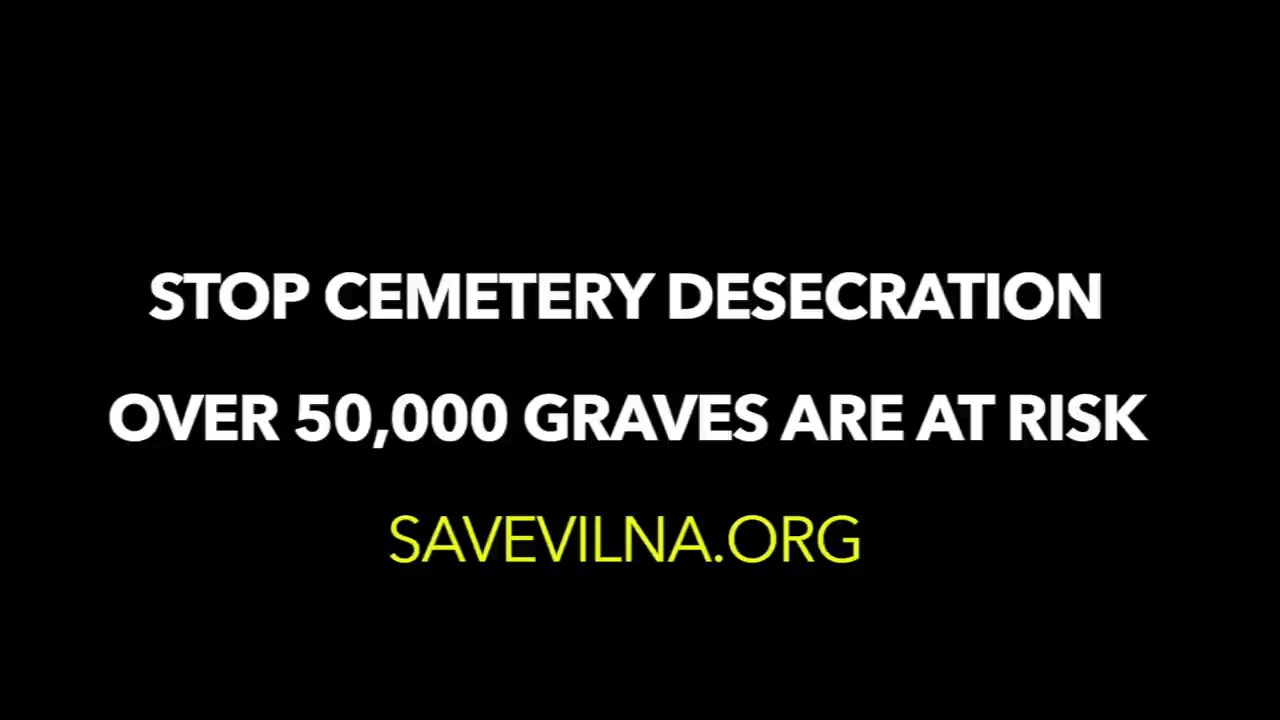 STOP CEMETERY DESECRATION
OVER 50,000 GRAVES ARE AT RISK
SAVEVILNA.ORG